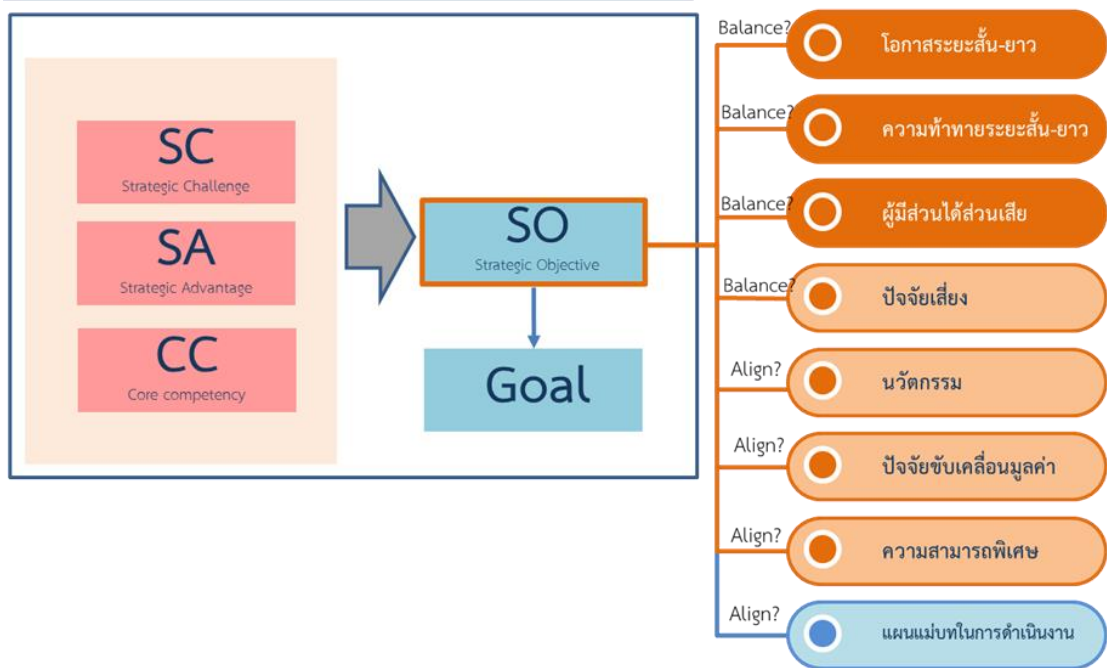 SC
Strategic Challenge
SA
Strategic Advantage
CC
Core competency
SO
Strategic Objective
Goal
Balance?
โอกาสระยะสั้น-ยาว
Balance?
ความท้าทายระยะสั้น-ยาว
Balance?
ผู้มีส่วนได้ส่วนเสีย
Balance?
ปัจจัยเสี่ยง
Align?
นวัตกรรม
Align?
ปัจจัยขับเคลื่อนมูลค่า
Align?
ความสามารถพิเศษ
Align?
แผนแม่บทในการดำเนินงาน